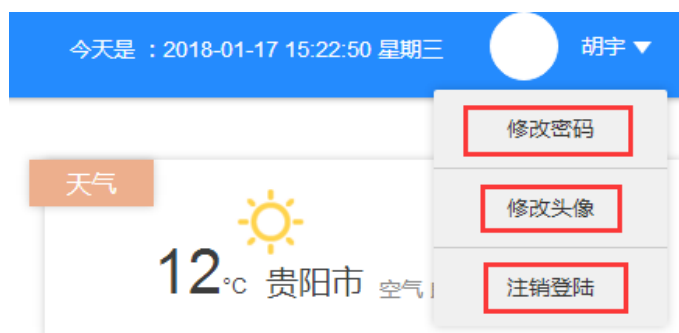 今天是 ：2018-01-17 15:22:50 星期三
胡宇
修改密码
天气
修改头像
12℃ 贵阳市 空气
注销登陆